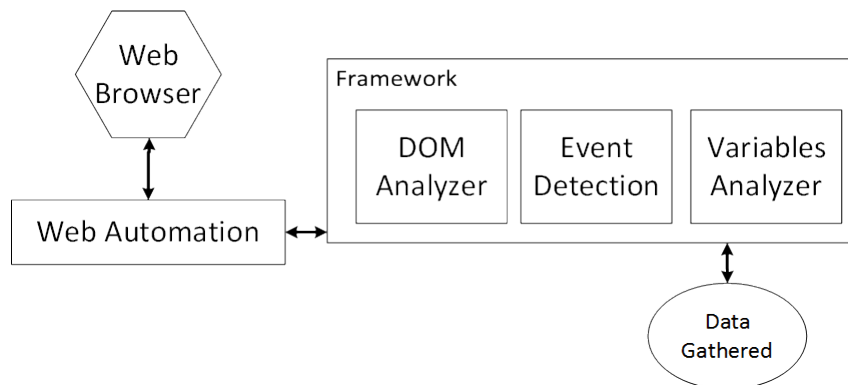 Web
Browser
Framework
DOM
Analyzer
Event
Detection
Variables
Analyzer
Web Automation
Data
Gathered